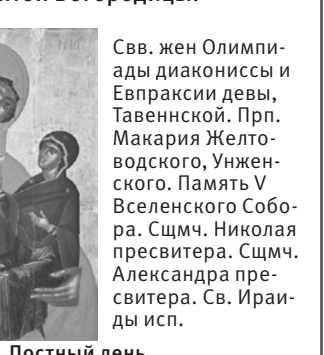 Богородицы.
Свв. жен Олимпи-
ады диакониссы и
Евпраксии девы,
Тавеннской. Прп.
Макария Желто-
водского, Унжен-
ского. Память V
Вселенского Собо-
ра. Сщмч. Николая
пресвитера. Сщмч.
Александра пре-
свитера. Св. Ираи-
ды исп.
Постный день